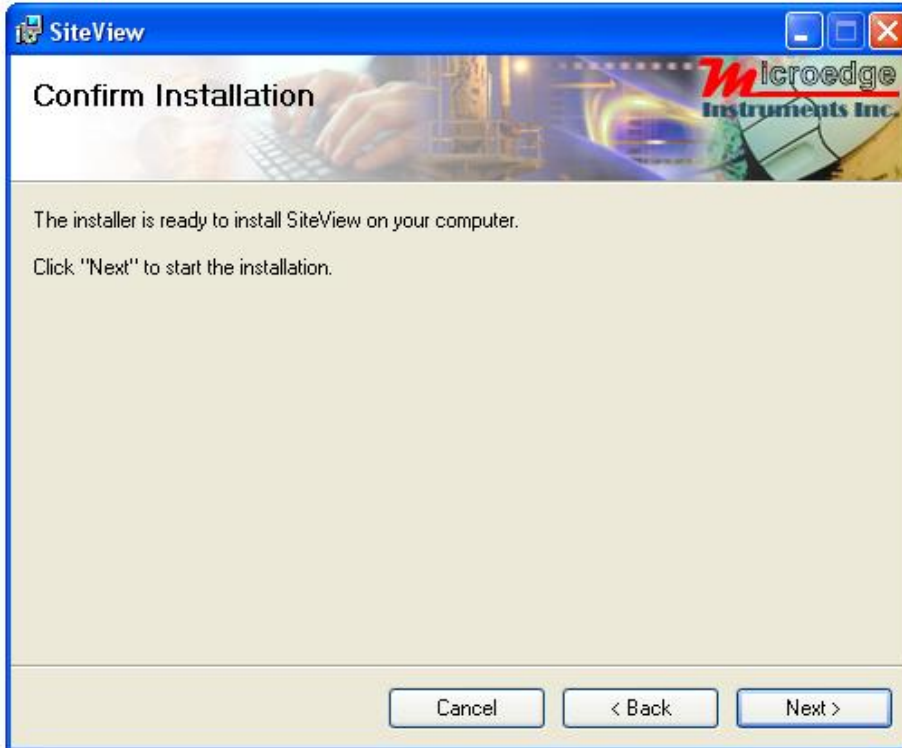 SiteView
Confirm Installation
Microedge
Instruments Inc.
The installer is ready to install SiteView on your computer.
Click "Next" to start the installation.
Cancel
< Back
Next >